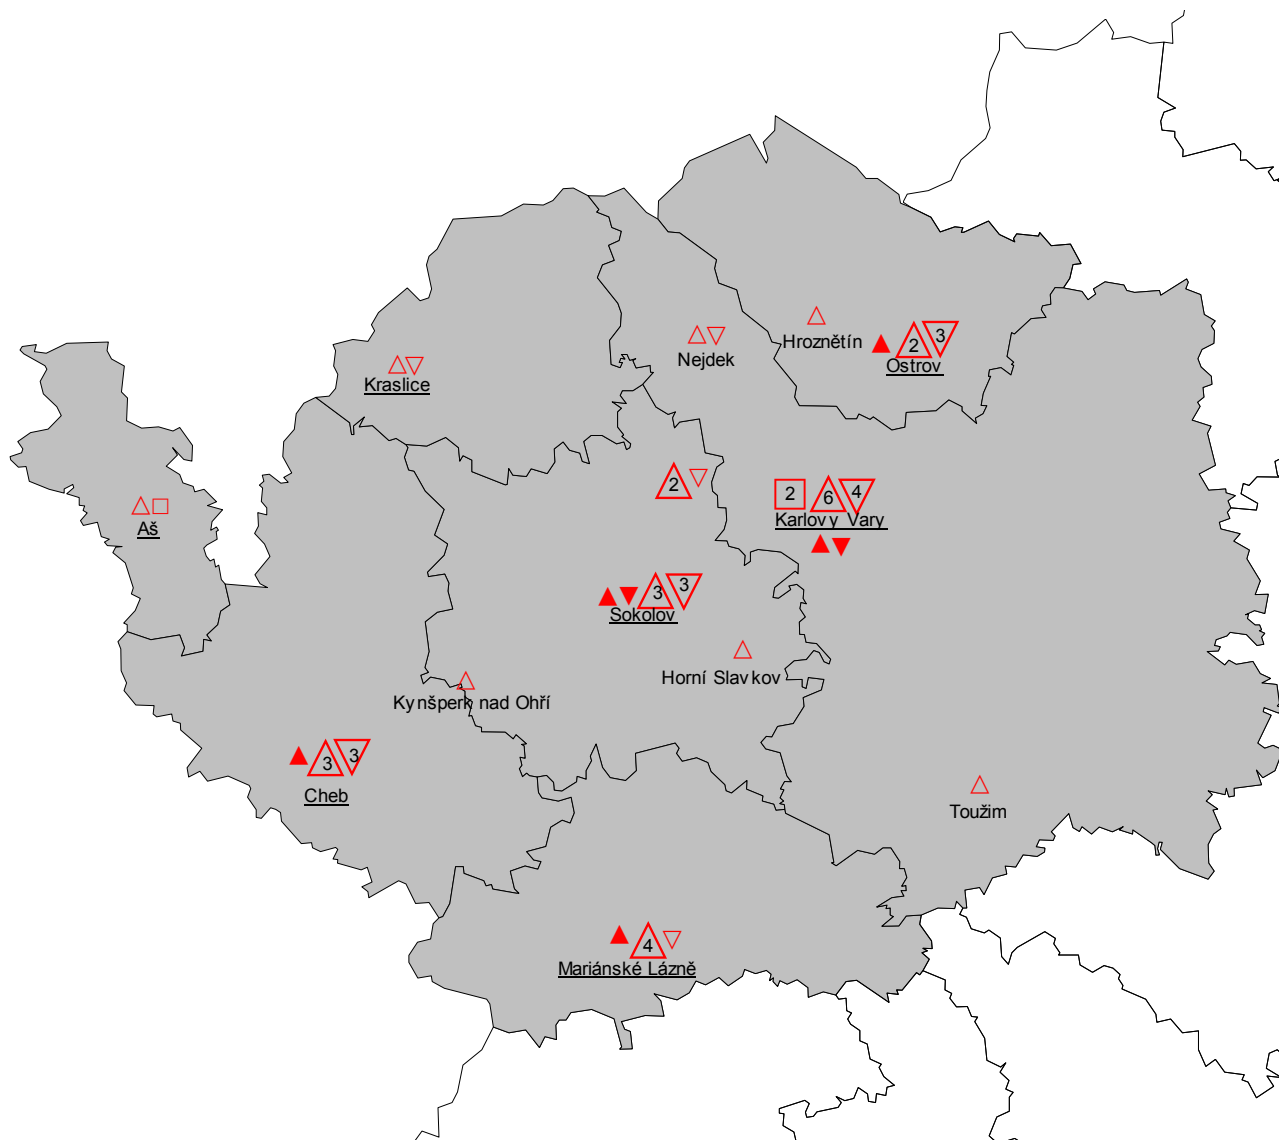 Hroznětín
3
2
Ostrov
Nejdek
Kraslice
2
2
6
4
Karlovy Vary
Aš
3
3
Sokolov
Horní Slavkov
Kynšperk nad Ohří
3
3
Cheb
Toužim
4
Mariánské Lázně